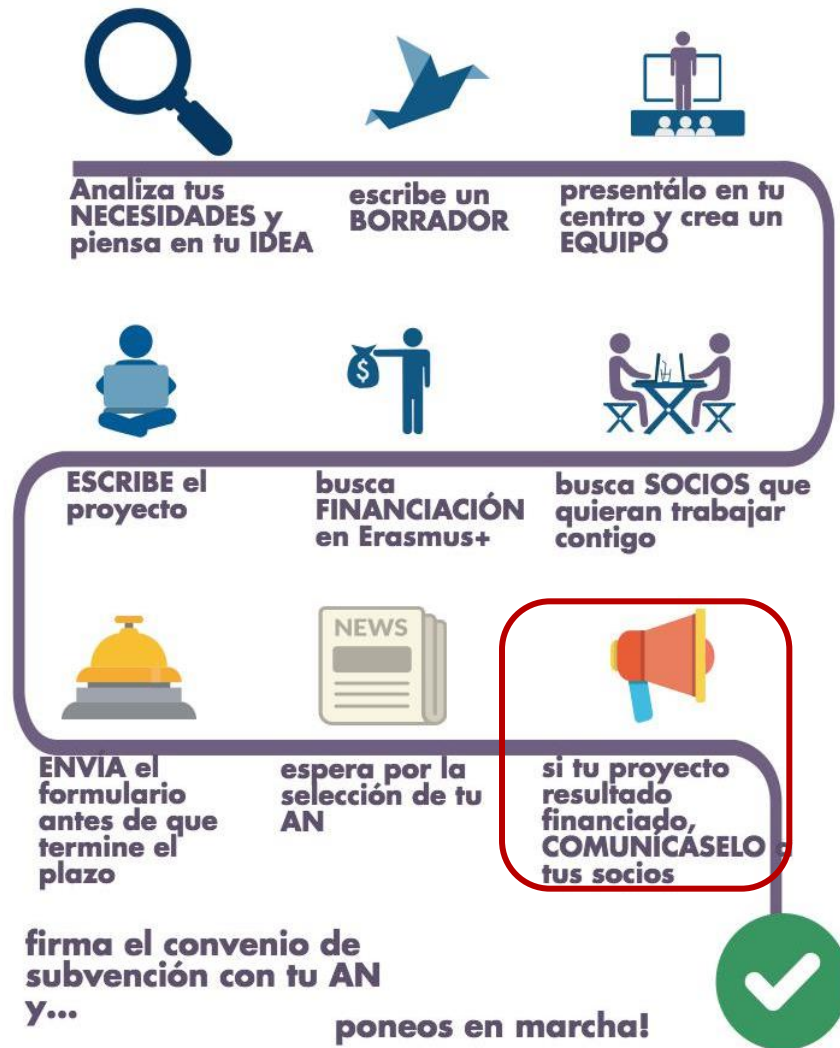 Analiza tus
NECESIDADES y
piensa en tu IDEA
escribe un
BORRADOR
presentálo en tu
centro y crea un
EQUIPO
ESCRIBE el
proyecto
$
busca
FINANCIACIÓN
en Erasmus+
busca SOCIOS que
quieran trabajar
contigo
ENVÍA el
formulario
antes de que
termine el
plazo
NEWS
espera por la
selección de tu
AN
si tu proyecto
resultado
financiado,
COMUNÍCASELO a
tus socios
firma el convenio de
subvención con tu AN
y...
poneos en marcha!